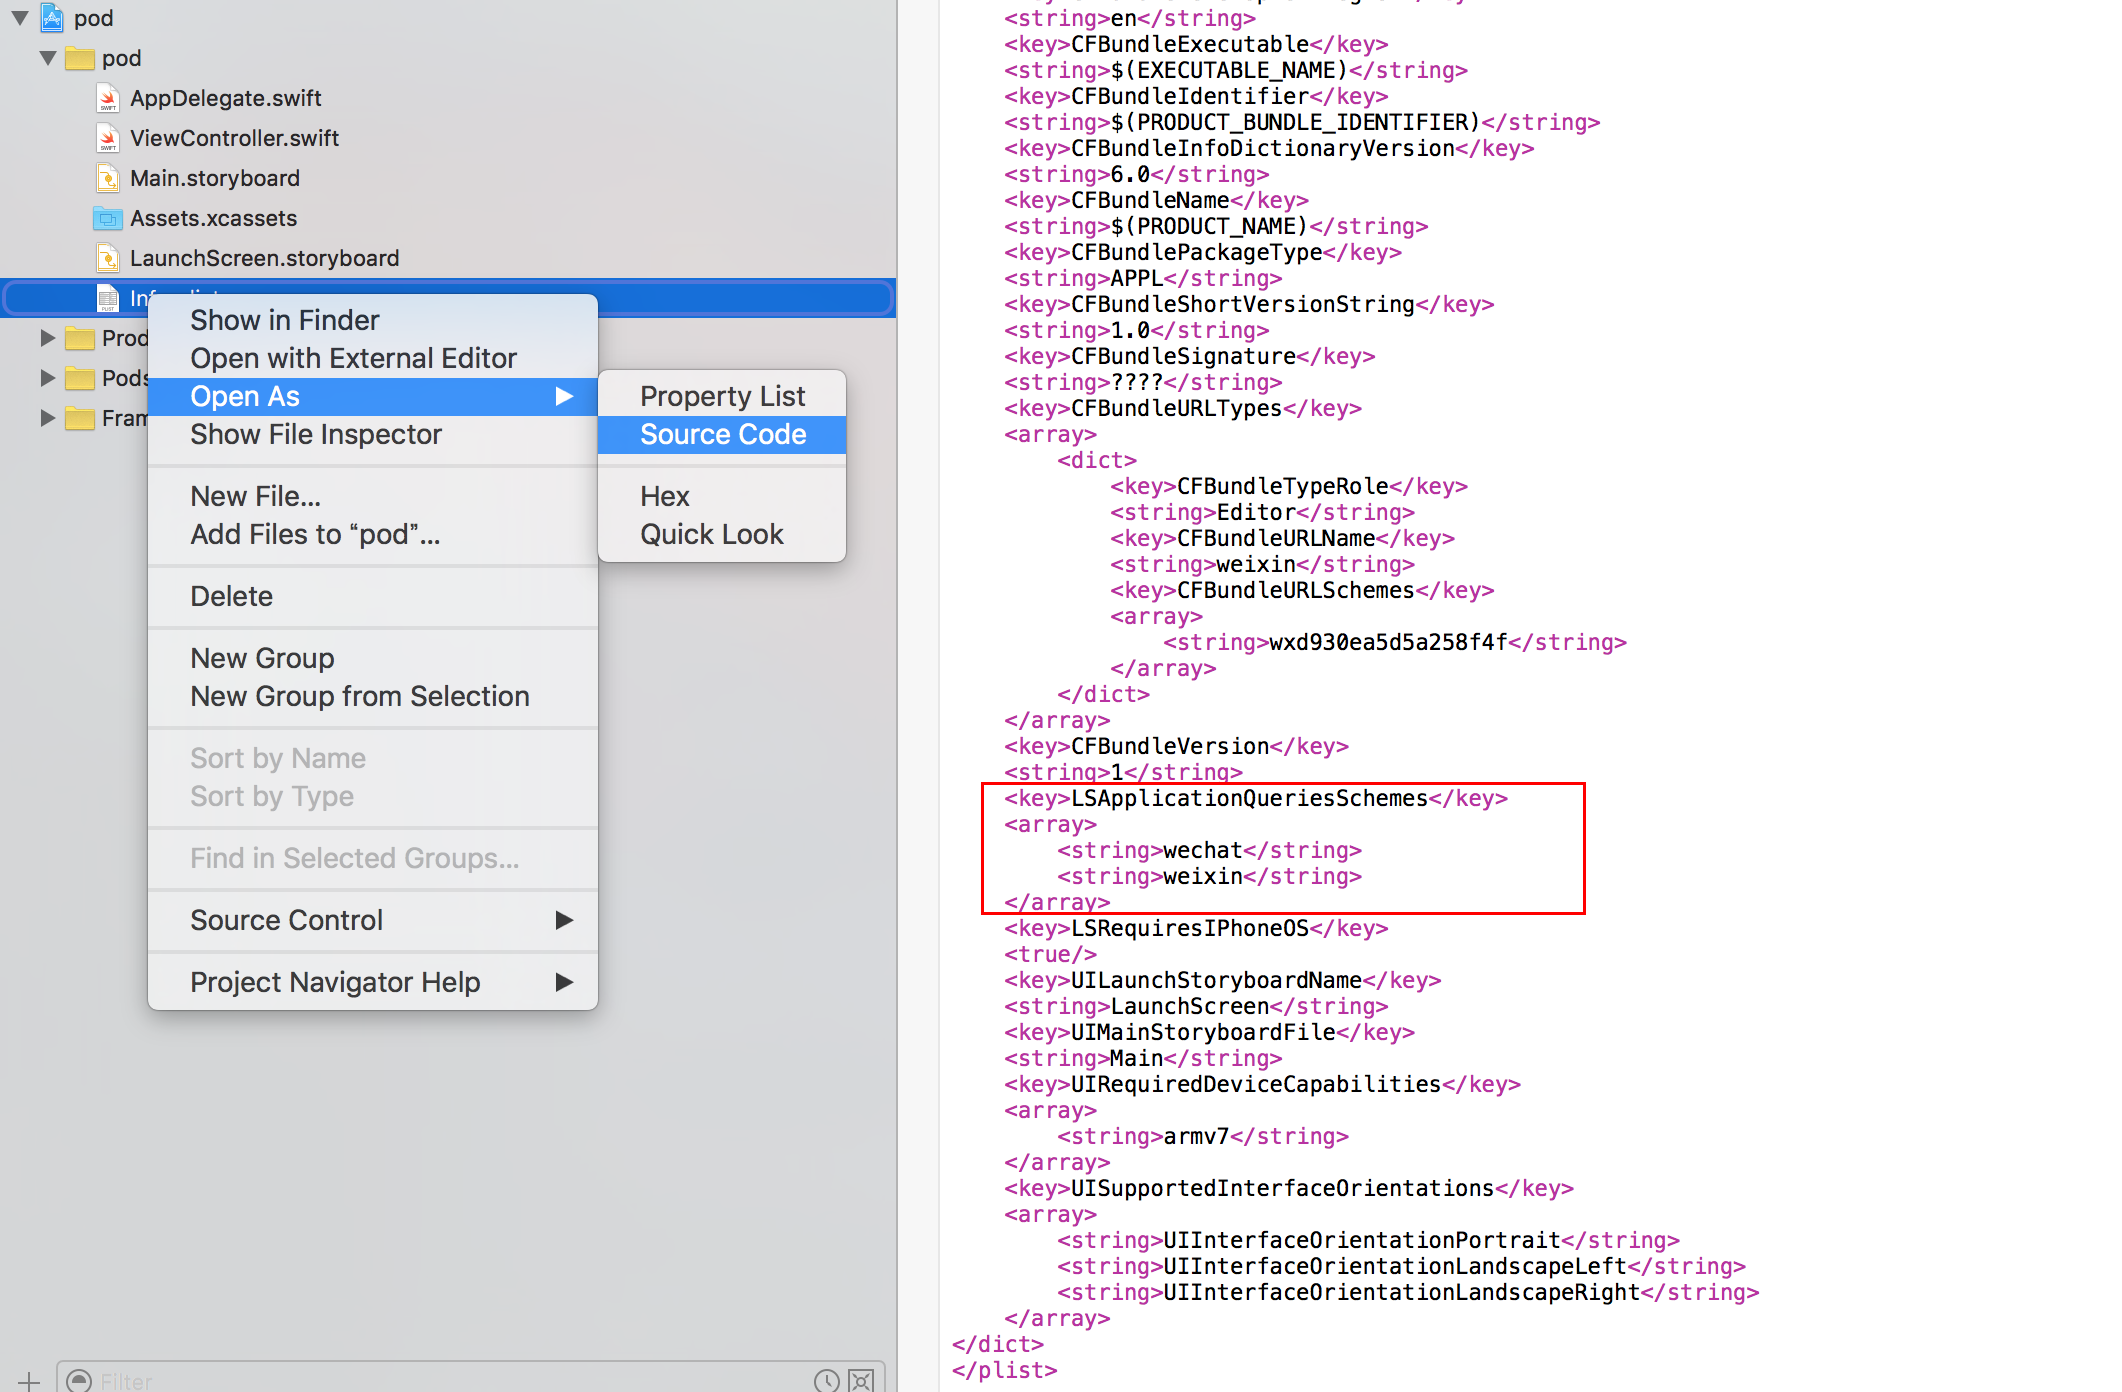 pod
pod
AppDelegate.swift
ViewController.swift
Main.storyboard
Assets.xcassets
LaunchScreen.storyboard
Show in Finder
Open with External Editor
Open As
Show File Inspector
New File...
Add Files to “pod”...
Delete
New Group
New Group from Selection
Sort by Name
Sort by Type
Find in Selected Groups...
Source Control
Project Navigator Help
Property List
Source Code
Hex
Quick Look
Filter
<string>en</string>
<key>CFBundleExecutable</key>
<string>$(EXECUTABLE_NAME)</string>
<key>CFBundleIdentifier</key>
<string>$(PRODUCT_BUNDLE_IDENTIFIER)</string>
<key>CFBundleInfoDictionaryVersion</key>
<string>6.0</string>
<key>CFBundleName</key>
<string>$(PRODUCT_NAME)</string>
<key>CFBundlePackageType</key>
<string>APPL</string>
<key>CFBundleShortVersionString</key>
<string>1.0</string>
<key>CFBundleSignature</key>
<string>????</string>
<key>CFBundleURLTypes</key>
<array>
<dict>
<key>CFBundleTypeRole</key>
<string>Editor</string>
<key>CFBundleURLName</key>
<string>weixin</string>
<key>CFBundleURLSchemes</key>
<array>
<string>wxd930ea5d5a258f4f</string>
</array>
</dict>
</array>
<key>CFBundleVersion</key>
<string>1</string>
<key>LSApplicationQueriesSchemes</key>
<array>
<string>wechat</string>
<string>weixin</string>
</array>
<key>LSRequiresIPhoneOS</key>
<true/>
<key>UILaunchStoryboardName</key>
<string>LaunchScreen</string>
<key>UIMainStoryboardFile</key>
<string>Main</string>
<key>UIRequiredDeviceCapabilities</key>
<array>
<string>armv7</string>
</array>
<key>UISupportedInterfaceOrientations</key>
<array>
<string>UIInterfaceOrientationPortrait</string>
<string>UIInterfaceOrientationLandscapeLeft</string>
<string>UIInterfaceOrientationLandscapeRight</string>
</array>
</dict>
</plist>